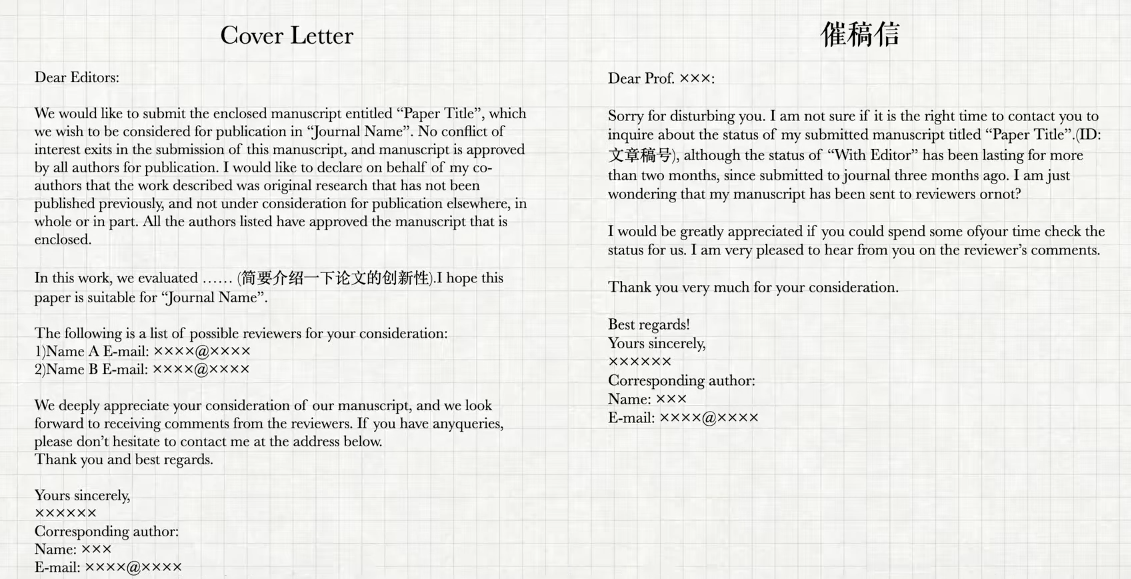 Cover Letter
Dear Editors:
We would like to submit the enclosed manuscript entitled “Paper Title”, which
we wish to be considered for publication in “Journal Name”. No conflict of
interest exits in the submission of this manuscript, and manuscript is approved
by all authors for publication. I would like to declare on behalf of my co-
authors that the work described was original research that has not been
published previously, and not under consideration for publication elsewhere, in
whole or in part. All the authors listed have approved the manuscript that is
enclosed.
In this work, we evaluated …… (简要介绍一下论文的创新性).I hope this
paper is suitable for “Journal Name”.
The following is a list of possible reviewers for your consideration:
1)Name A E-mail: ××××@××××
2)Name B E-mail: ××××@××××
We deeply appreciate your consideration of our manuscript, and we look
forward to receiving comments from the reviewers. If you have anyqueries,
please don’t hesitate to contact me at the address below.
Thank you and best regards.
Yours sincerely,
××××××
Corresponding author:
Name: ×××
E-mail: ××××@××××
催稿信
Dear Prof. ×××:
Sorry for disturbing you. I am not sure if it is the right time to contact you to
inquire about the status of my submitted manuscript titled “Paper Title”.(ID:
文章稿号), although the status of “With Editor” has been lasting for more
than two months, since submitted to journal three months ago. I am just
wondering that my manuscript has been sent to reviewers ornot?
I would be greatly appreciated if you could spend some ofyour time check the
status for us. I am very pleased to hear from you on the reviewer’s comments.
Thank you very much for your consideration.
Best regards!
Yours sincerely,
××××××
Corresponding author:
Name: ×××
E-mail: ××××@××××